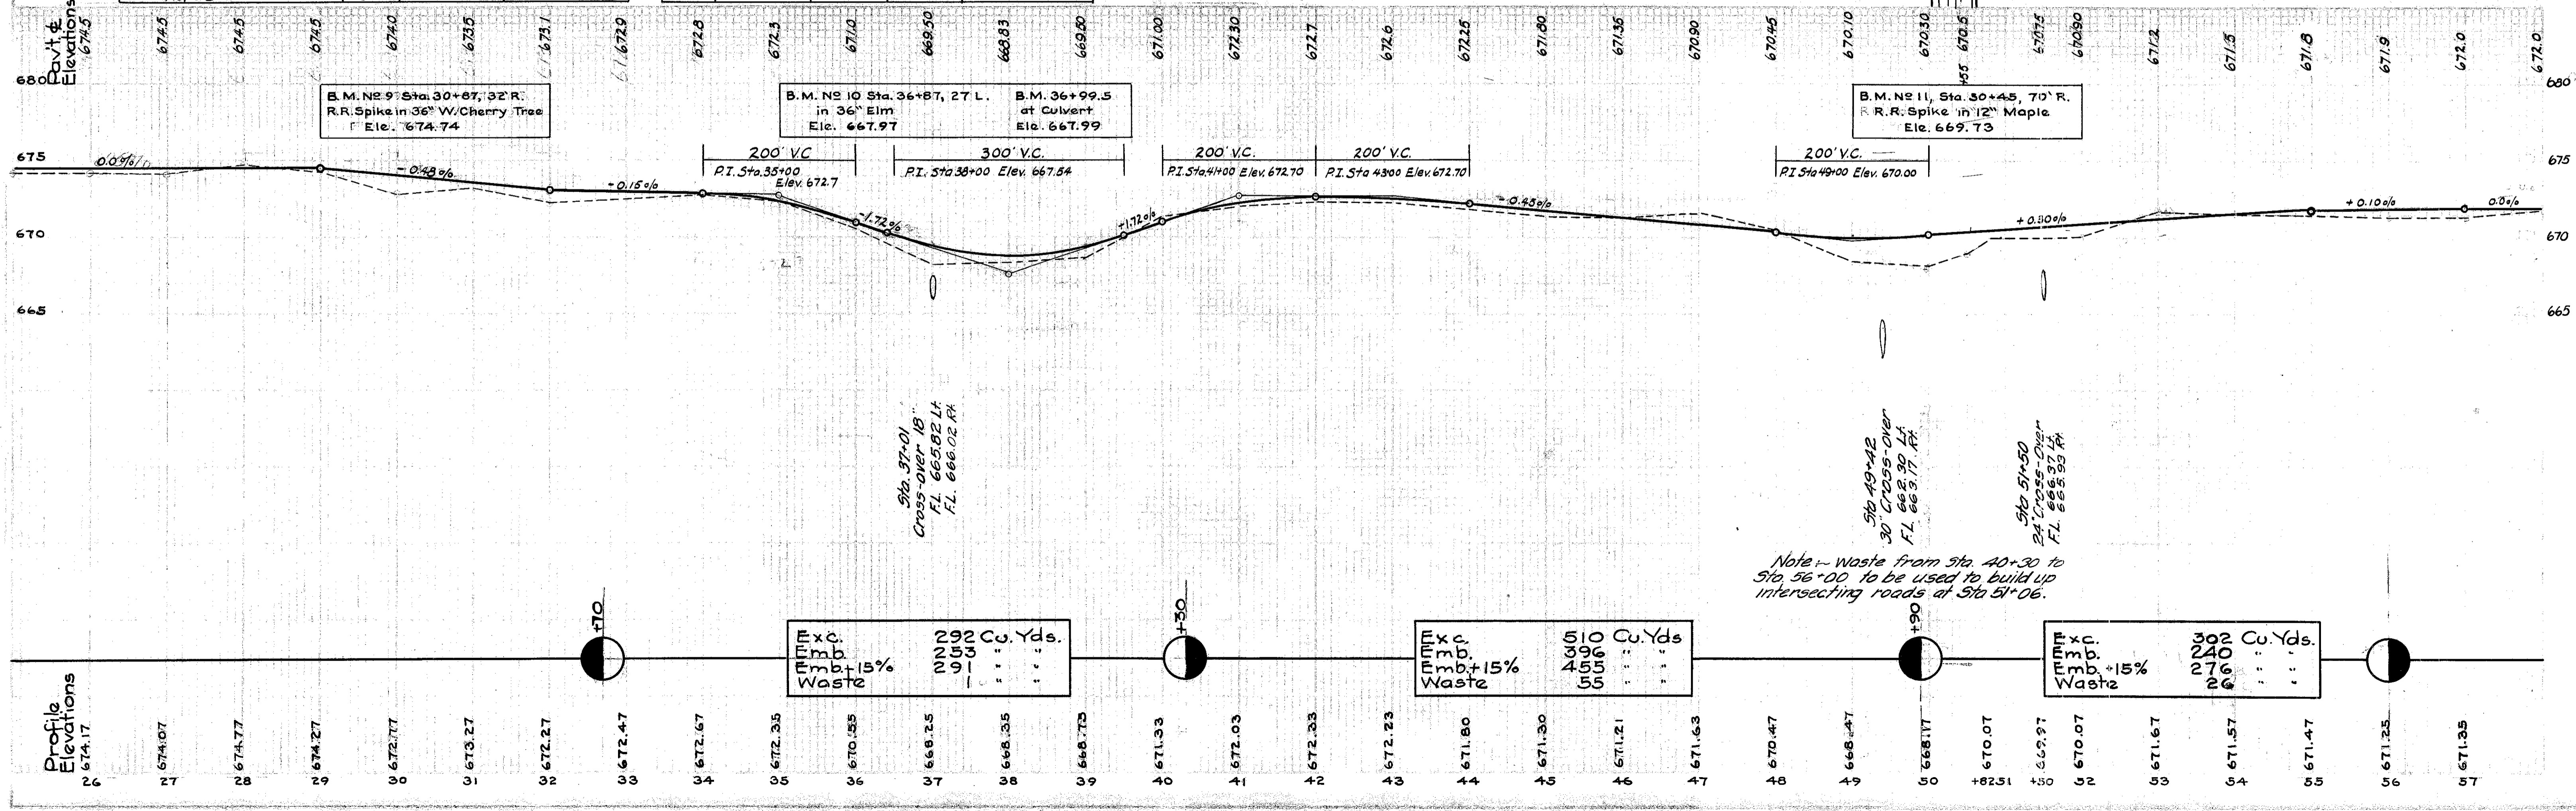 Pav't ₵
Elevations
674.5 674.5 674.5 674.5 674.0 673.5 673.1 672.9 672.8 672.3 671.0 669.50 668.83 669.50 671.00 672.30 672.7 672.6 672.25 671.80 671.35 670.90 670.45 670.10 670.30 670.5 670.75 670.90 671.2 671.5 671.8 671.9 672.0 672.0
+55
680 680
B.M. Nº 9 Sta. 30+87, 32' R.
R.R. Spike in 36" W. Cherry Tree
Ele. 674.74
B.M. Nº 10 Sta. 36+87, 27 L.
in 36" Elm
Ele. 667.97
B.M. 36+99.5
at Culvert
Ele. 667.99
B.M. Nº 11, Sta. 50+45, 70' R.
R.R. Spike in 12" Maple
Ele. 669.73
675 675
200' V.C
P.I. Sta. 35+00
Elev. 672.7
300' V.C.
P.I. Sta 38+00 Elev. 667.54
200' V.C.
P.I. Sta. 41+00 Elev. 672.70
200' V.C.
P.I. Sta 43+00 Elev. 672.70
200' V.C.
P.I Sta 49+00 Elev. 670.00
0.0% -0.48% -0.15% -1.72% +1.72% -0.45% +0.30% +0.10% 0.0%
670 670
665 665
Sta. 37+01
Cross-over 18"
F.L. 665.82 Lt.
F.L. 666.02 Rt.
Sta 49+42
30" Cross-over
F.L. 662.30 Lt.
663.17 Rt.
Sta 51+50
24" Cross-Over
F.L. 666.37 Lt.
665.93 Rt.
Note:- Waste from Sta. 40+30 to
Sta. 56+00 to be used to build up
intersecting roads at Sta 51+06.
+70 +30 +90
Exc. 292 Cu. Yds.
Emb. 253 " "
Emb.+15% 291 " "
Waste 1 " "
Exc. 510 Cu. Yds
Emb. 396 " "
Emb.+15% 455 " "
Waste 55 " "
Exc. 302 Cu. Yds.
Emb. 240 " "
Emb. +15% 276 " "
Waste 26 " "
Profile
Elevations
674.17 674.07 674.77 674.27 672.77 673.27 672.27 672.47 672.67 672.35 670.55 668.25 668.35 668.73 671.33 672.03 672.33 672.23 671.80 671.30 671.21 671.63 670.47 668.47 668.17 670.07 669.97 670.07 671.67 671.57 671.47 671.25 671.35
26 27 28 29 30 31 32 33 34 35 36 37 38 39 40 41 42 43 44 45 46 47 48 49 50 +82 51 +50 52 53 54 55 56 57